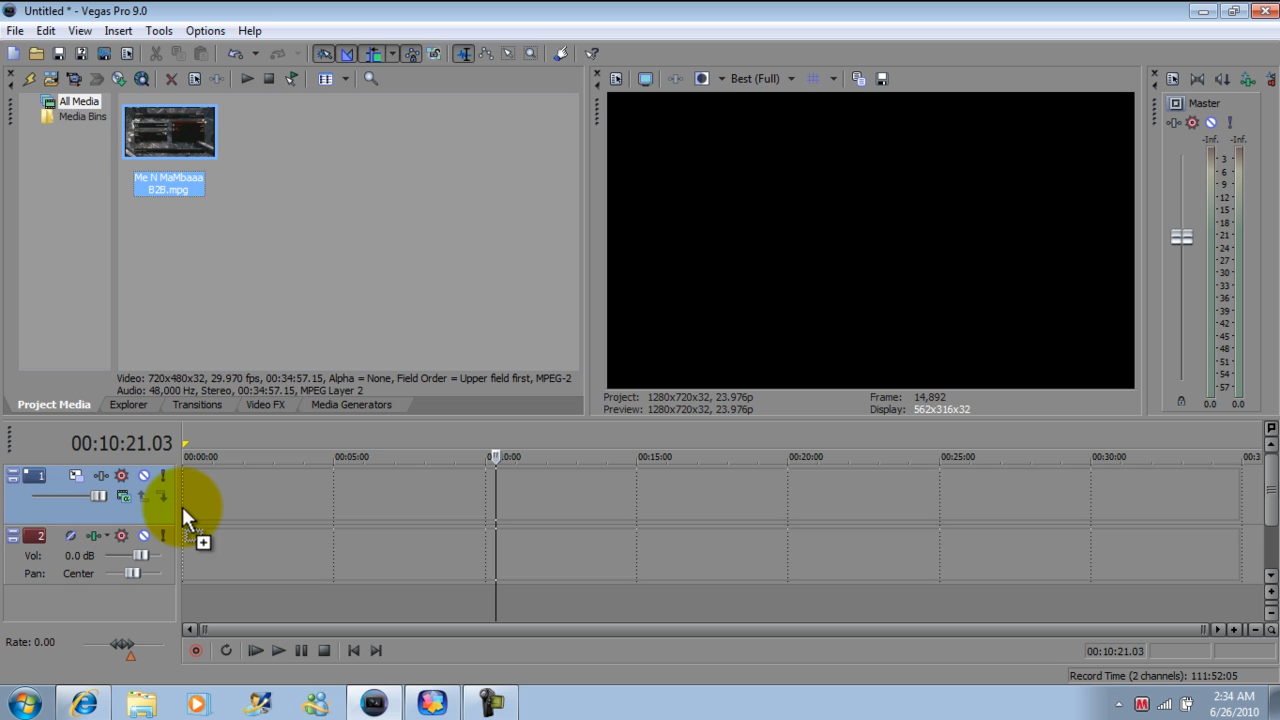 Untitled * - Vegas Pro 9.0
File Edit View Insert Tools Options Help
Best (Full)
All Media
Media Bins
Me N MaMbaaa
B2B.mpg
Video: 720x480x32, 29.970 fps, 00:34:57.15, Alpha = None, Field Order = Upper field first, MPEG-2
Audio: 48,000 Hz, Stereo, 00:34:57.15, MPEG Layer 2
Project Media Explorer Transitions Video FX Media Generators
Project: 1280x720x32, 23.976p Frame: 14,892
Preview: 1280x720x32, 23.976p Display: 562x316x32
Master
-Inf. -Inf.
3
6
9
12
15
18
21
24
27
30
33
36
39
42
45
48
51
54
57
0.0 0.0
00:10:21.03
00:00:00 00:05:00 00:10:00 00:15:00 00:20:00 00:25:00 00:30:00 00:3
1
2
Vol: 0.0 dB
Pan: Center
Rate: 0.00
00:10:21.03
Record Time (2 channels): 111:52:05
2:34 AM
6/26/2010